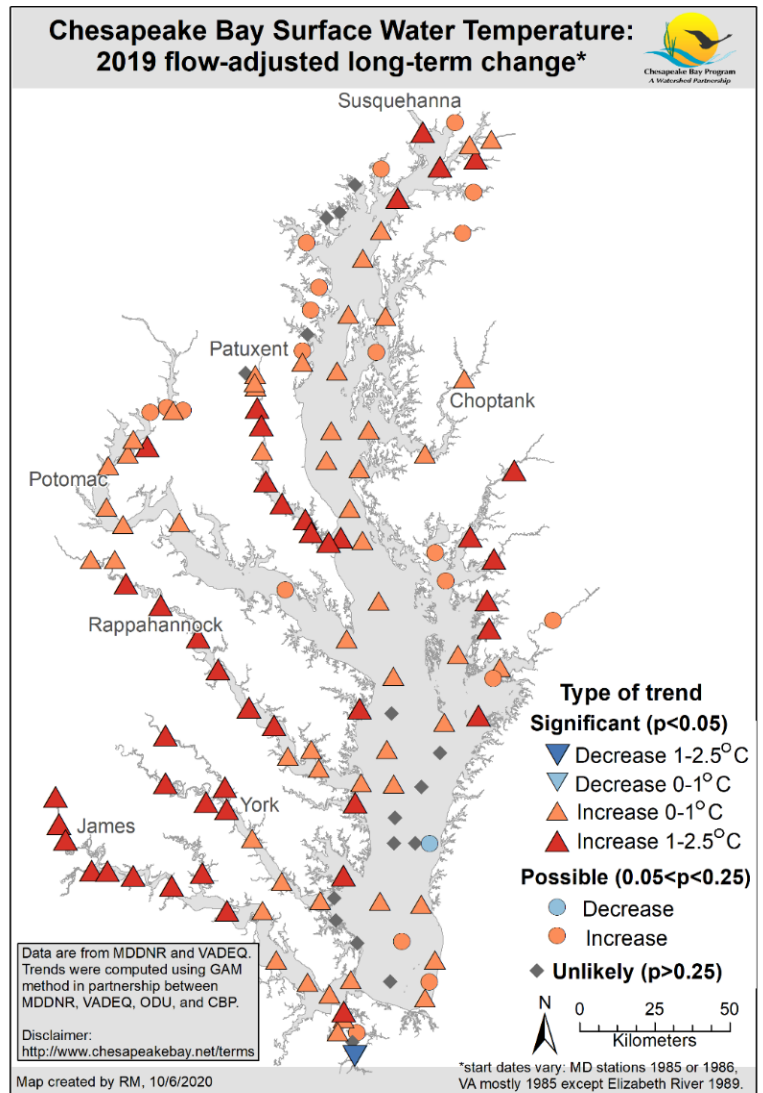 Chesapeake Bay Surface Water Temperature:
2019 flow-adjusted long-term change*
Chesapeake Bay Program
A Watershed Partnership
Susquehanna
Patuxent
Choptank
Potomac
Rappahannock
York
James
Type of trend
Significant (p<0.05)
Decrease 1-2.5°C
Decrease 0-1°C
Increase 0-1°C
Increase 1-2.5°C
Possible (0.05<p<0.25)
Decrease
Increase
Unlikely (p>0.25)
N
0 25 50
Kilometers
Data are from MDDNR and VADEQ.
Trends were computed using GAM
method in partnership between
MDDNR, VADEQ, ODU, and CBP.
Disclaimer:
http://www.chesapeakebay.net/terms
Map created by RM, 10/6/2020
*start dates vary: MD stations 1985 or 1986,
VA mostly 1985 except Elizabeth River 1989.